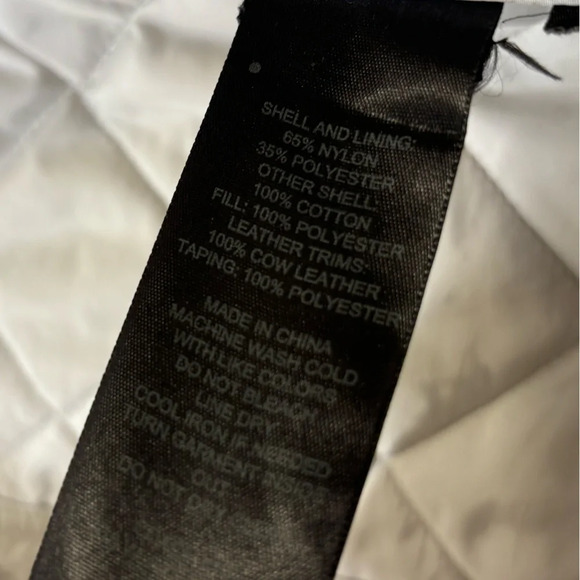 SHELL AND LINING:
65% NYLON
35% POLYESTER
OTHER SHELL:
100% COTTON
FILL: 100% POLYESTER
LEATHER TRIMS:
100% COW LEATHER
TAPING: 100% POLYESTER
MADE IN CHINA
MACHINE WASH COLD
WITH LIKE COLORS
DO NOT BLEACH
LINE DRY
COOL IRON IF NEEDED
TURN GARMENT INSIDE
OUT
DO NOT DRY